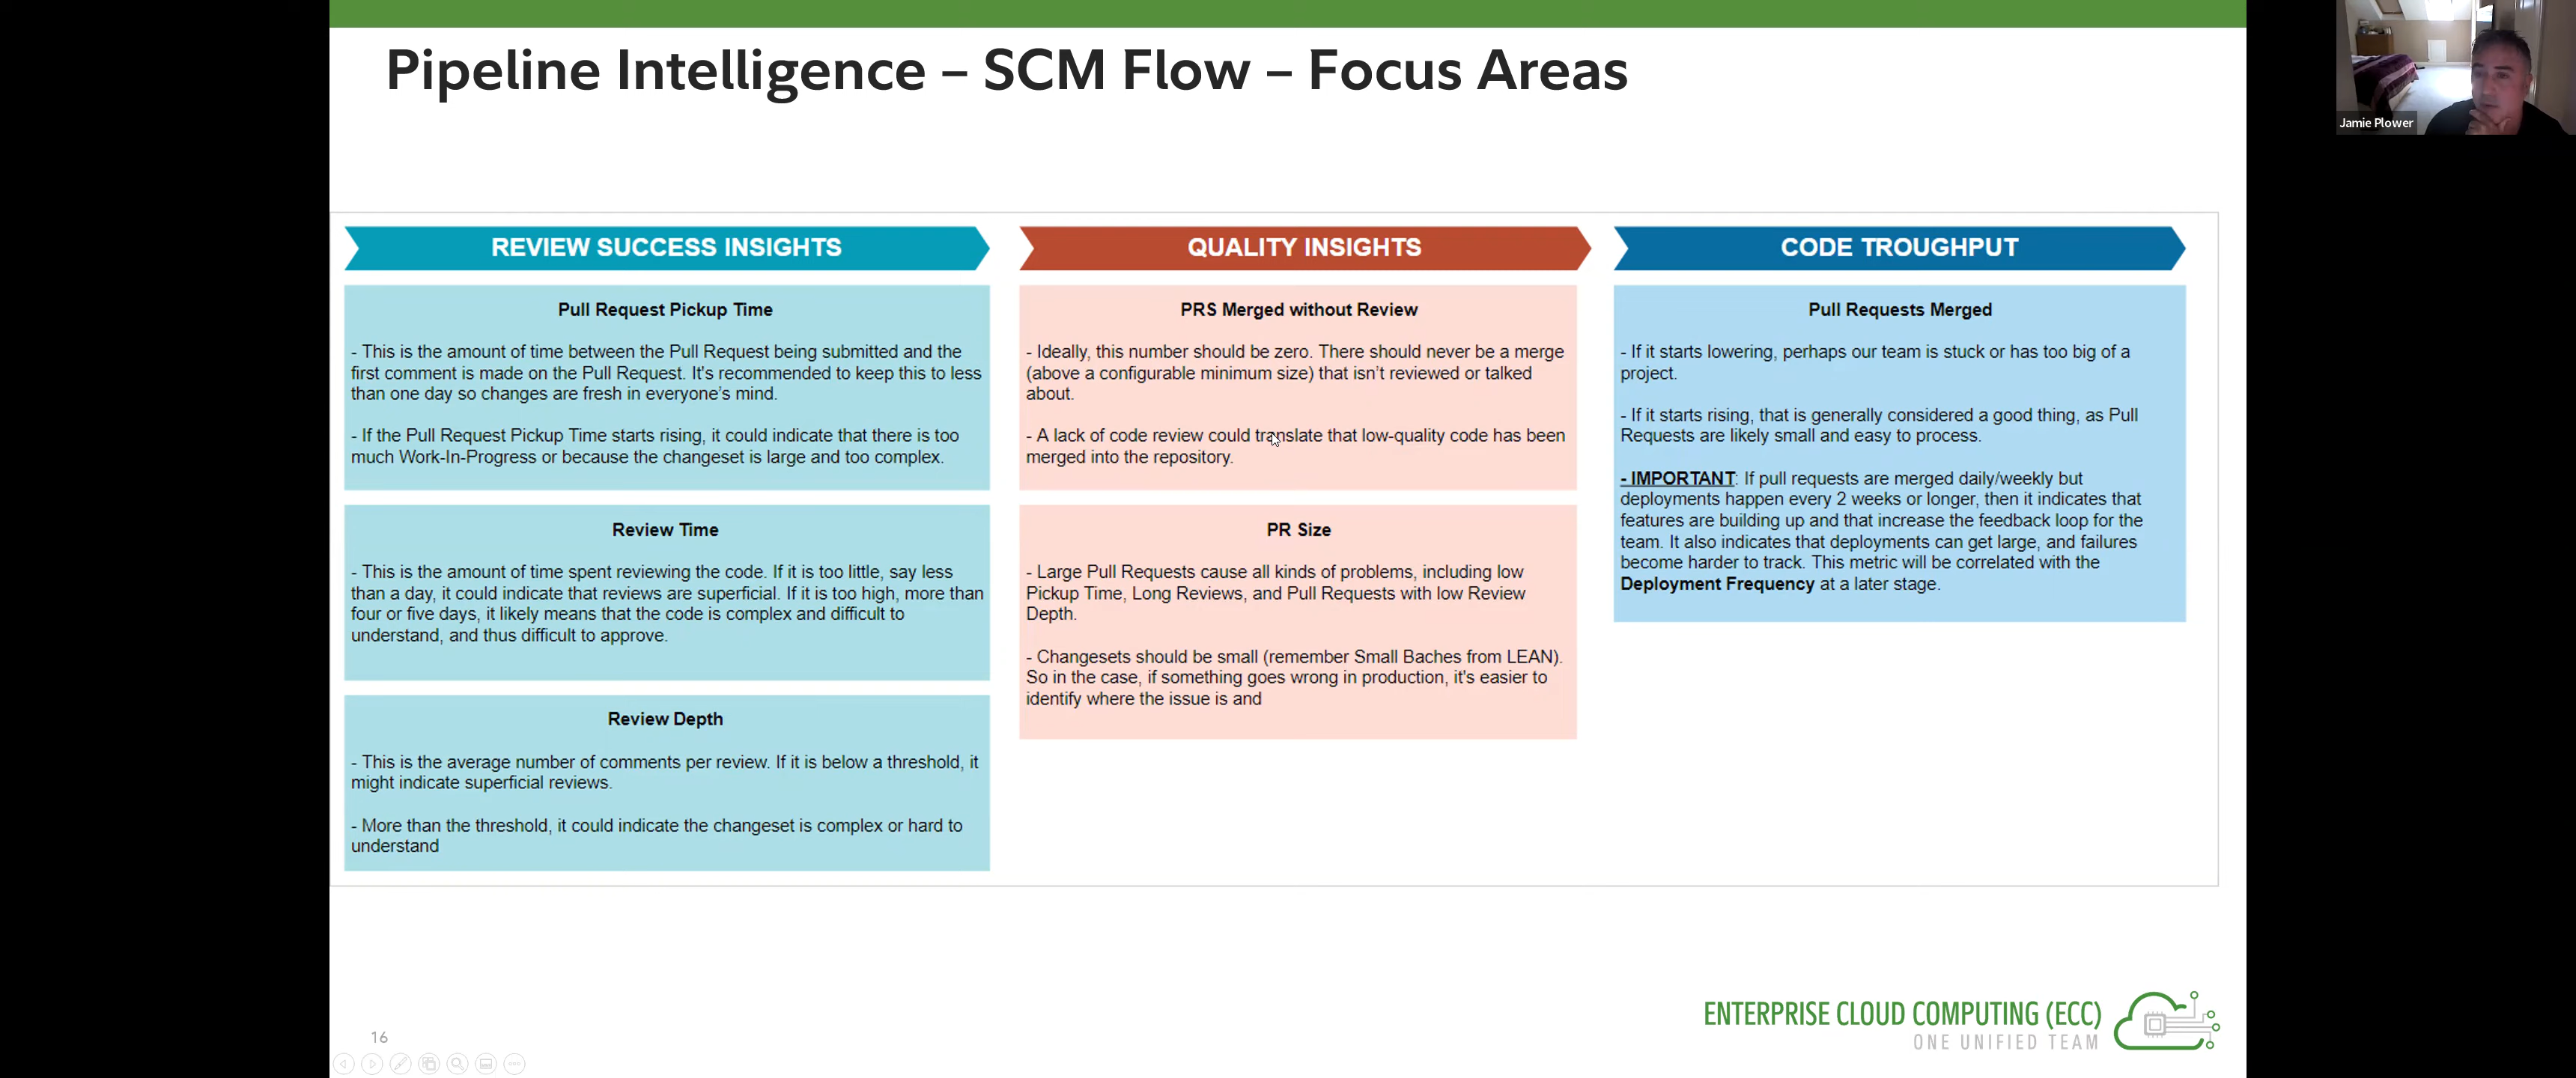 Pipeline Intelligence – SCM Flow – Focus Areas
Jamie Plower
REVIEW SUCCESS INSIGHTS
Pull Request Pickup Time
- This is the amount of time between the Pull Request being submitted and the
first comment is made on the Pull Request. It's recommended to keep this to less
than one day so changes are fresh in everyone’s mind.
- If the Pull Request Pickup Time starts rising, it could indicate that there is too
much Work-In-Progress or because the changeset is large and too complex.
Review Time
- This is the amount of time spent reviewing the code. If it is too little, say less
than a day, it could indicate that reviews are superficial. If it is too high, more than
four or five days, it likely means that the code is complex and difficult to
understand, and thus difficult to approve.
Review Depth
- This is the average number of comments per review. If it is below a threshold, it
might indicate superficial reviews.
- More than the threshold, it could indicate the changeset is complex or hard to
understand
QUALITY INSIGHTS
PRS Merged without Review
- Ideally, this number should be zero. There should never be a merge
(above a configurable minimum size) that isn’t reviewed or talked
about.
- A lack of code review could translate that low-quality code has been
merged into the repository.
PR Size
- Large Pull Requests cause all kinds of problems, including low
Pickup Time, Long Reviews, and Pull Requests with low Review
Depth.
- Changesets should be small (remember Small Baches from LEAN).
So in the case, if something goes wrong in production, it's easier to
identify where the issue is and
CODE TROUGHPUT
Pull Requests Merged
- If it starts lowering, perhaps our team is stuck or has too big of a
project.
- If it starts rising, that is generally considered a good thing, as Pull
Requests are likely small and easy to process.
- IMPORTANT: If pull requests are merged daily/weekly but
deployments happen every 2 weeks or longer, then it indicates that
features are building up and that increase the feedback loop for the
team. It also indicates that deployments can get large, and failures
become harder to track. This metric will be correlated with the
Deployment Frequency at a later stage.
16
ENTERPRISE CLOUD COMPUTING (ECC)
ONE UNIFIED TEAM